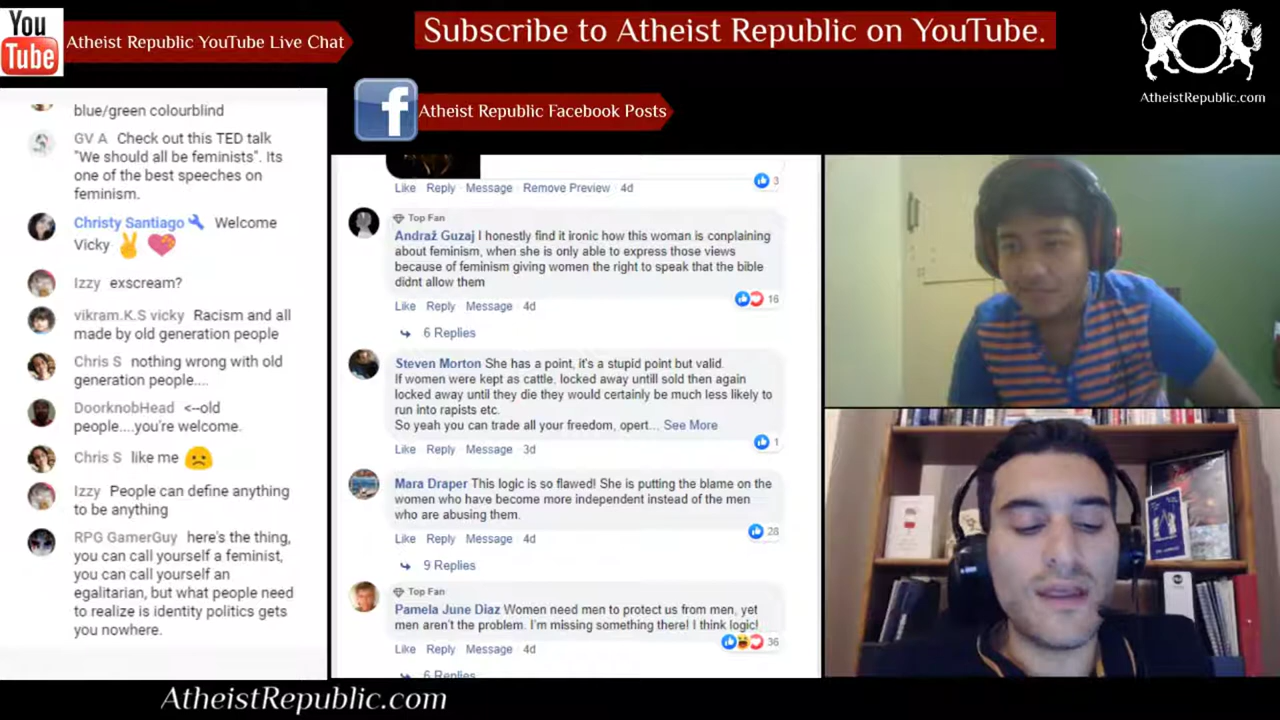 You
Tube
Atheist Republic YouTube Live Chat
Subscribe to Atheist Republic on YouTube.
AtheistRepublic.com
Atheist Republic Facebook Posts
blue/green colourblind
GV A Check out this TED talk
"We should all be feminists". Its
one of the best speeches on
feminism.
Christy Santiago Welcome
Vicky ✌️ 💖
Izzy exscream?
vikram.K.S vicky Racism and all
made by old generation people
Chris S nothing wrong with old
generation people....
DoorknobHead <--old
people....you're welcome.
Chris S like me ☹️
Izzy People can define anything
to be anything
RPG GamerGuy here's the thing,
you can call yourself a feminist,
you can call yourself an
egalitarian, but what people need
to realize is identity politics gets
you nowhere.
Like Reply · Message · Remove Preview · 4d
3
Top Fan
Andraž Guzaj I honestly find it ironic how this woman is conplaining
about feminism, when she is only able to express those views
because of feminism giving women the right to speak that the bible
didnt allow them
16
Like · Reply · Message · 4d
6 Replies
Steven Morton She has a point, it's a stupid point but valid.
If women were kept as cattle, locked away untill sold then again
locked away until they die they would certainly be much less likely to
run into rapists etc.
So yeah you can trade all your freedom, opert... See More
1
Like · Reply · Message · 3d
Mara Draper This logic is so flawed! She is putting the blame on the
women who have become more independent instead of the men
who are abusing them.
28
Like · Reply · Message · 4d
9 Replies
Top Fan
Pamela June Diaz Women need men to protect us from men, yet
men aren't the problem. I'm missing something there! I think logic!
36
Like · Reply · Message · 4d
6 Replies
AtheistRepublic.com